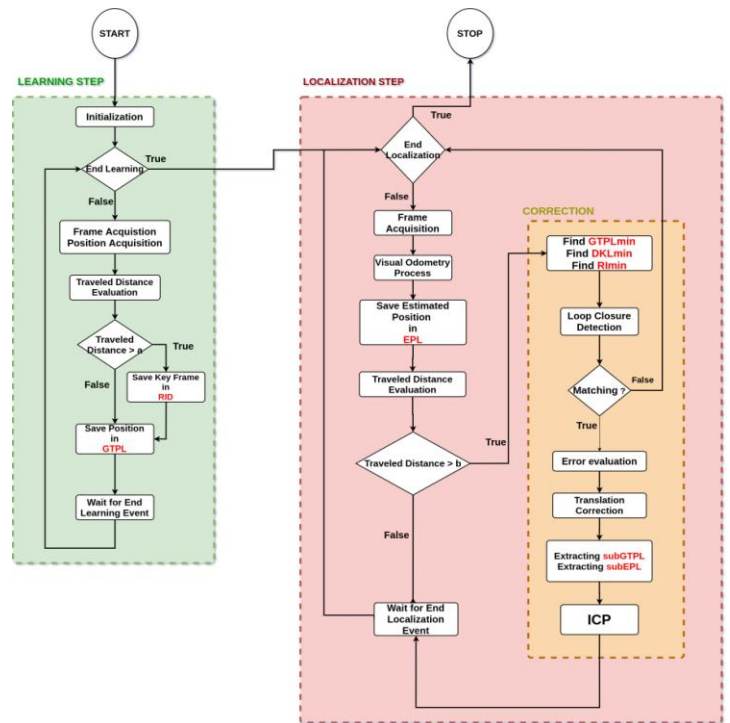 START
STOP
LEARNING STEP
LOCALIZATION STEP
Initialization
True
End Learning
True
End
Localization
False
False
Frame Acquistion
Position Acquisition
Frame
Acquisition
CORRECTION
Traveled Distance
Evaluation
Visual Odometry
Process
Find GTPLmin
Find DKLmin
Find RImin
Save Estimated
Position
in
EPL
Loop Closure
Detection
Traveled
Distance > a
True
False
Save Key Frame
in
RID
Traveled Distance
Evaluation
Matching ?
False
True
Save Position
in
GTPL
Traveled Distance > b
True
Error evaluation
Wait for End
Learning Event
Translation
Correction
False
Extracting subGTPL
Extracting subEPL
Wait for End
Localization
Event
ICP